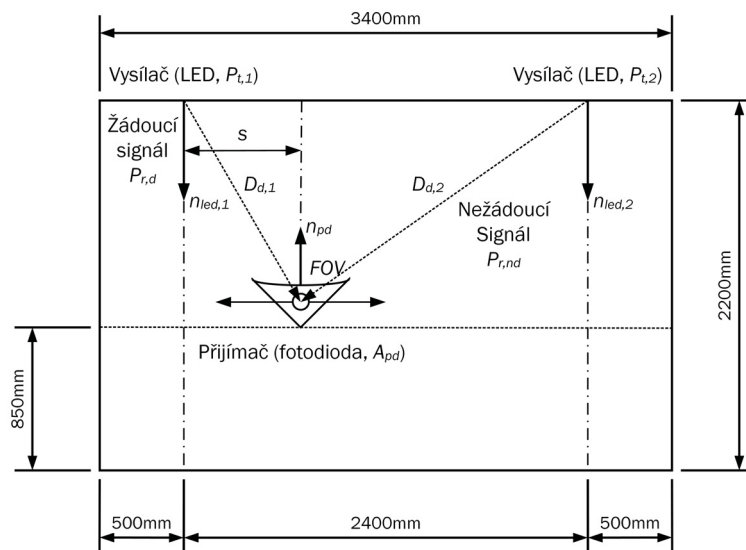 3400mm
Vysílač (LED, Pt,1)
Vysílač (LED, Pt,2)
Žádoucí
signál
Pr,d
s
nled,1
Dd,1
Dd,2
nled,2
npd
Nežádoucí
Signál
Pr,nd
FOV
2200mm
Přijímač (fotodioda, Apd)
850mm
500mm
2400mm
500mm